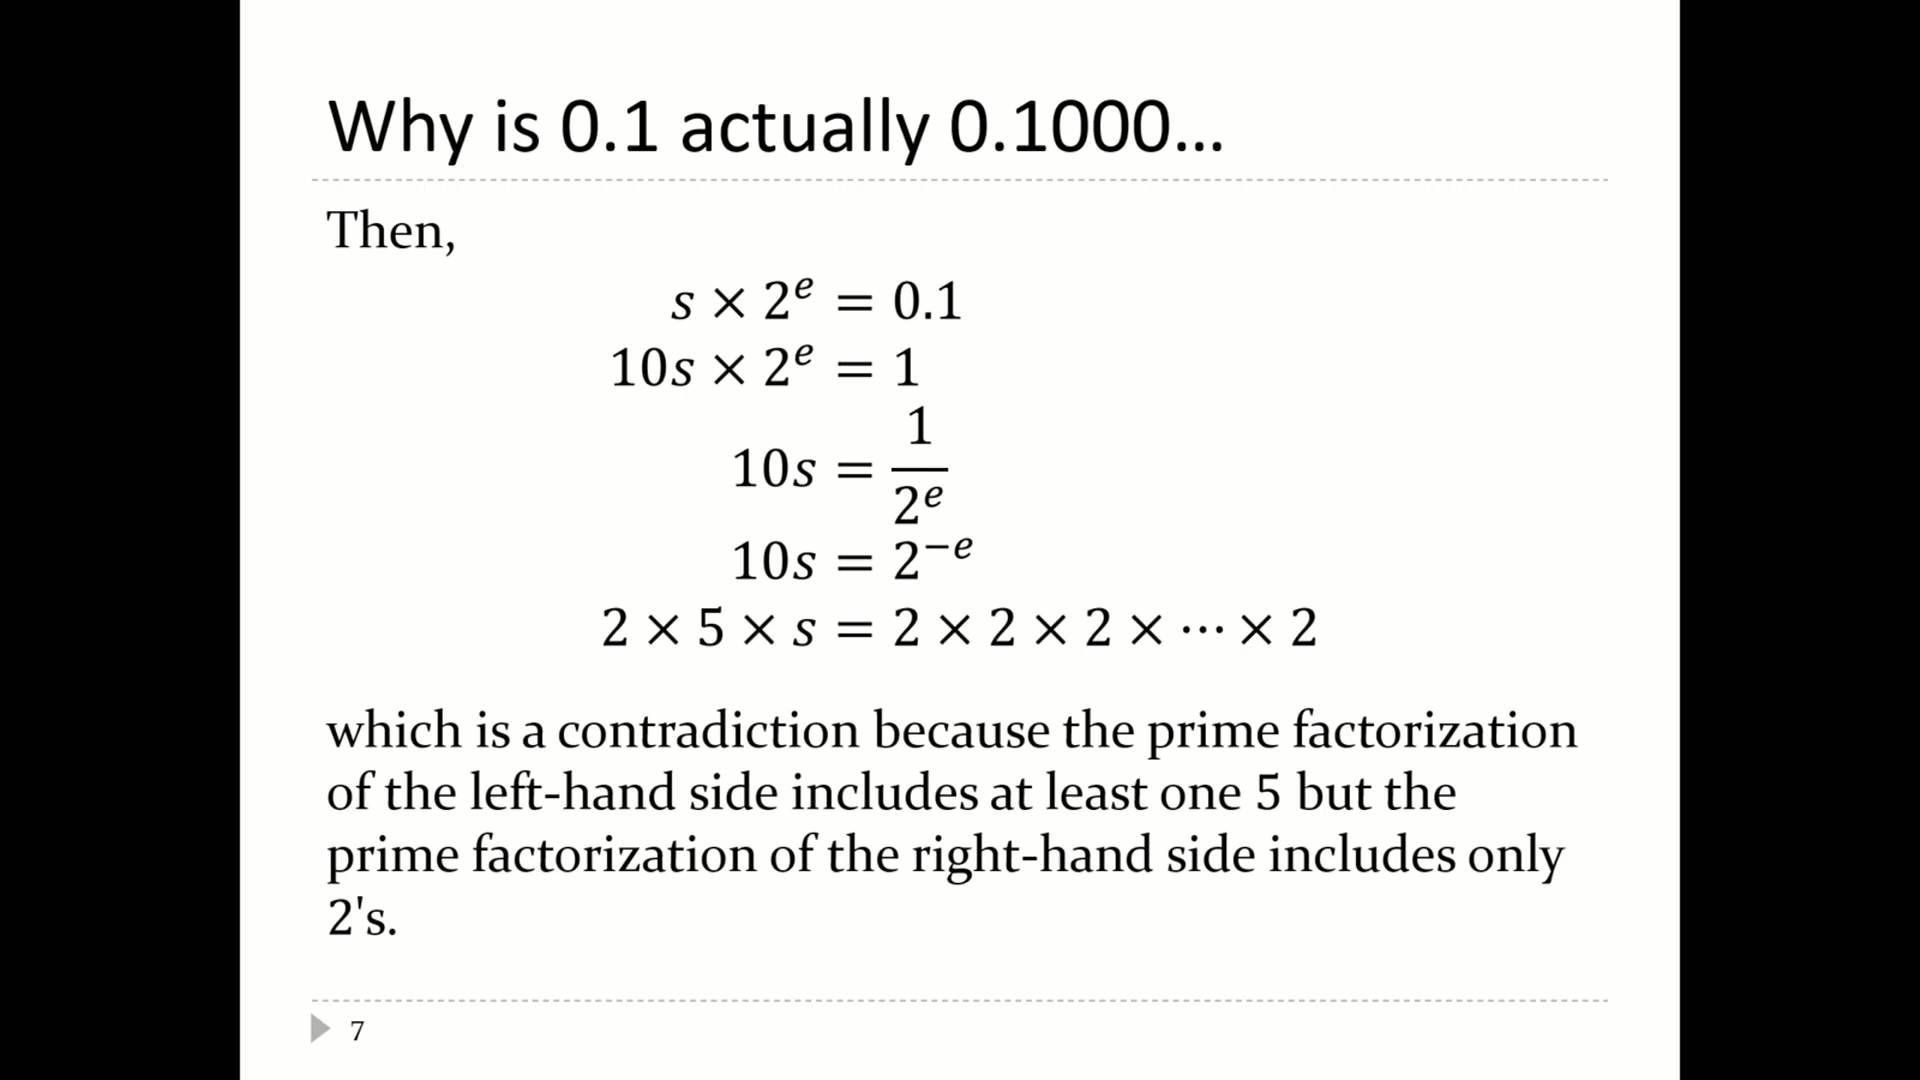 Why is 0.1 actually 0.1000...
Then,
s × 2^e = 0.1
10s × 2^e = 1
10s = 1/2^e
10s = 2^−e
2 × 5 × s = 2 × 2 × 2 × ⋯ × 2
which is a contradiction because the prime factorization
of the left-hand side includes at least one 5 but the
prime factorization of the right-hand side includes only
2's.
7